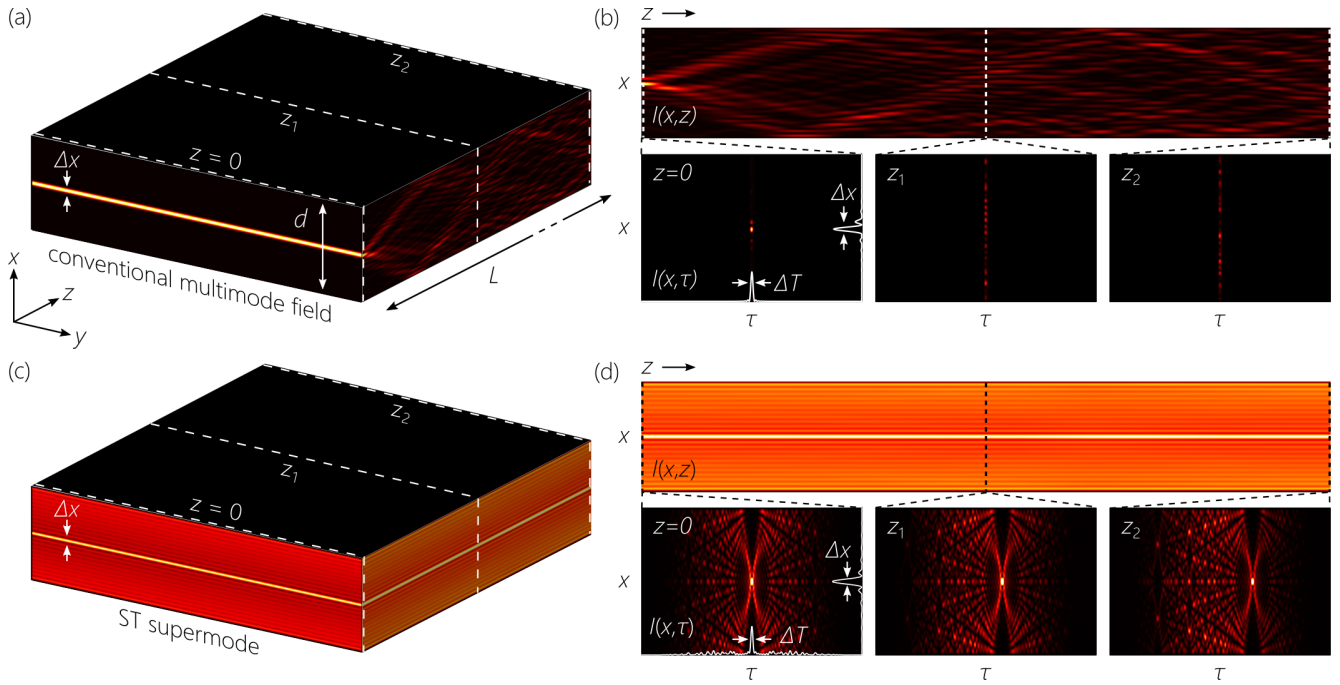 (a)
z₂
z₁
z = 0
Δx
d
L
conventional multimode field
x
z
y
(b)
z
x
I(x,z)
z=0
Δx
x
I(x,τ)
ΔT
τ
z₁
τ
z₂
τ
(c)
z₂
z₁
z = 0
Δx
ST supermode
(d)
z
x
I(x,z)
z=0
Δx
x
I(x,τ)
ΔT
τ
z₁
τ
z₂
τ